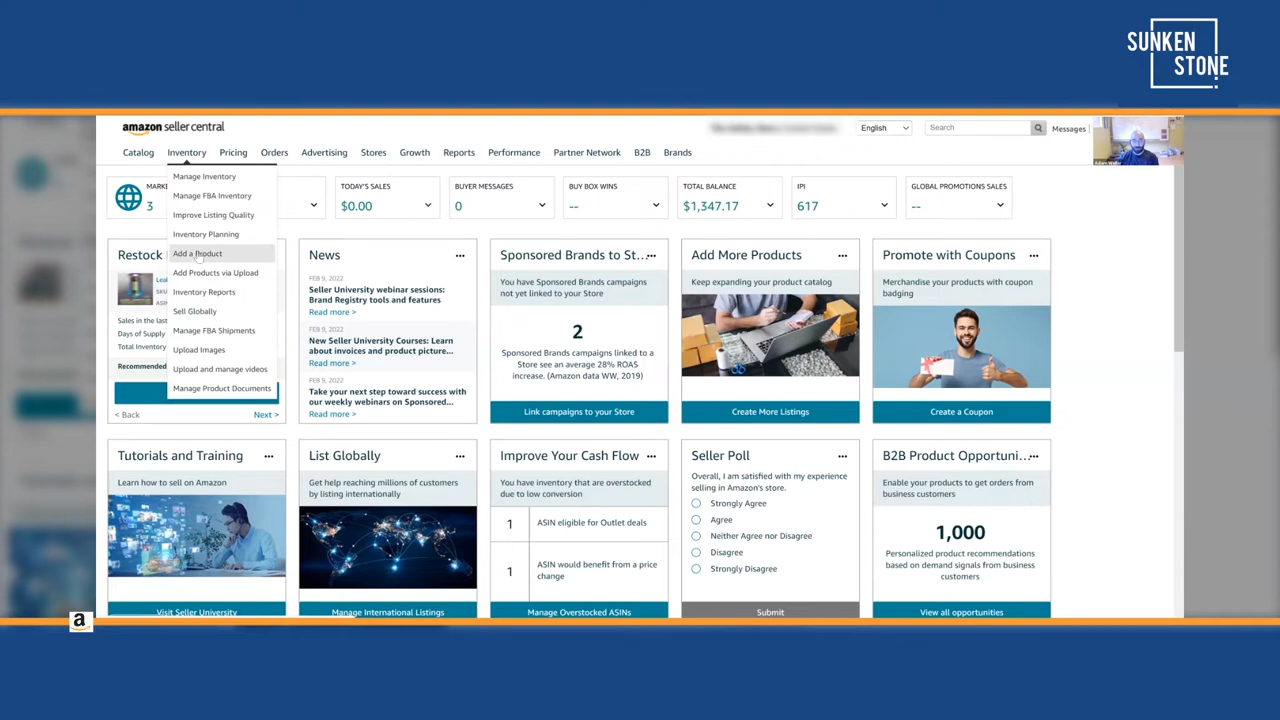 SUNKEN
STONE
amazon seller central
English
Search
Messages
Catalog Inventory Pricing Orders Advertising Stores Growth Reports Performance Partner Network B2B Brands
Manage Inventory
Manage FBA Inventory
Improve Listing Quality
Inventory Planning
Add a Product
Add Products via Upload
Inventory Reports
Sell Globally
Manage FBA Shipments
Upload Images
Upload and manage videos
Manage Product Documents
3
TODAY'S SALES
$0.00
BUYER MESSAGES
0
BUY BOX WINS
--
TOTAL BALANCE
$1,347.17
IPI
617
GLOBAL PROMOTIONS SALES
--
Restock
SKU
Sales in the last
Days of Supply
Total Inventory
Recommended
< Back
Next >
News
FEB 9, 2022
Seller University webinar sessions:
Brand Registry tools and features
Read more >
FEB 9, 2022
New Seller University Courses: Learn
about invoices and product picture...
Read more >
FEB 9, 2022
Take your next step toward success with
our weekly webinars on Sponsored...
Read more >
Sponsored Brands to St...
You have Sponsored Brands campaigns
not yet linked to your Store
2
Sponsored Brands campaigns linked to a
Store see an average 28% ROAS
increase. (Amazon data WW, 2019)
Link campaigns to your Store
Add More Products
Keep expanding your product catalog
Create More Listings
Promote with Coupons
Merchandise your products with coupon
badging
Create a Coupon
Tutorials and Training
Learn how to sell on Amazon
Visit Seller University
List Globally
Get help reaching millions of customers
by listing internationally
Manage International Listings
Improve Your Cash Flow
You have inventory that are overstocked
due to low conversion
1 ASIN eligible for Outlet deals
1 ASIN would benefit from a price
change
Manage Overstocked ASINs
Seller Poll
Overall, I am satisfied with my experience
selling in Amazon's store.
Strongly Agree
Agree
Neither Agree nor Disagree
Disagree
Strongly Disagree
Submit
B2B Product Opportuni...
Enable your products to get orders from
business customers
1,000
Personalized product recommendations
based on demand signals from business
customers
View all opportunities
a